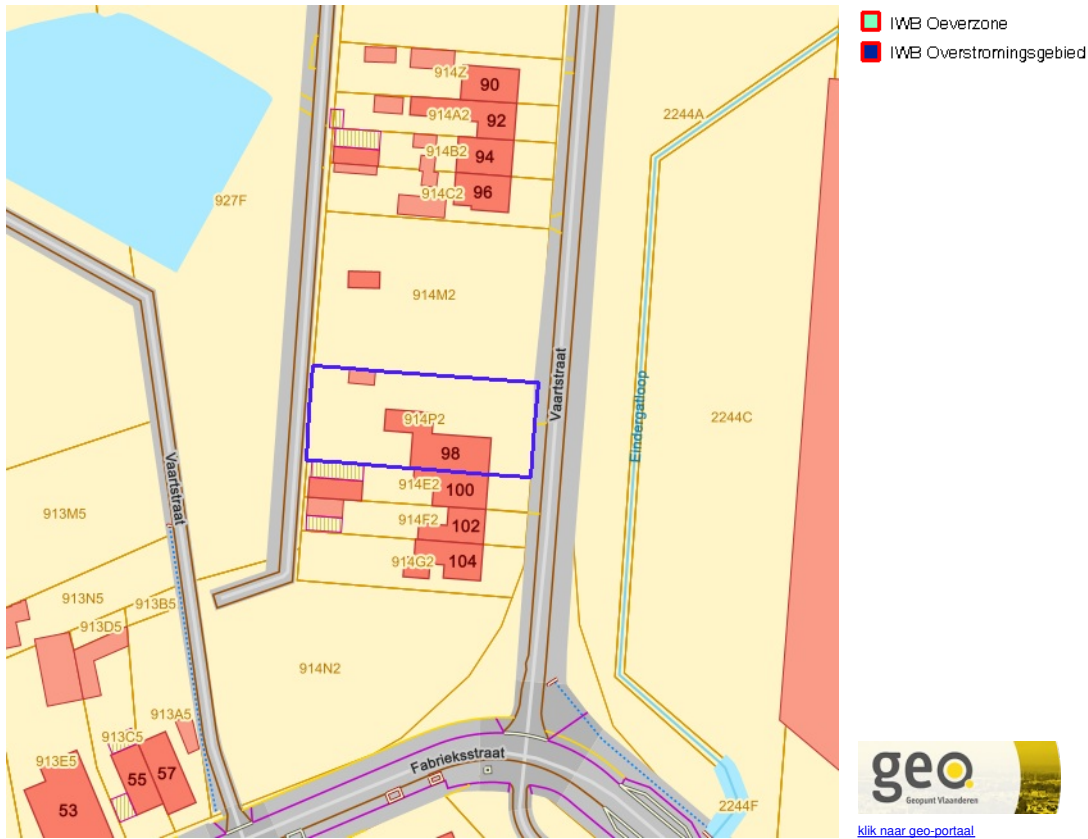 IWB Oeverzone
IWB Overstromingsgebied
914Z
90
914A2
92
2244A
914B2
94
914C2
96
927F
914M2
Vaartstraat
Eindergatloop
914P2
2244C
98
914E2
100
Vaartstraat
913M5
914F2
102
914G2
104
913N5
913B5
913D5
914N2
913A5
913C5
913E5
55
57
53
Fabrieksstraat
2244F
geo
Geopunt Vlaanderen
klik naar geo-portaal